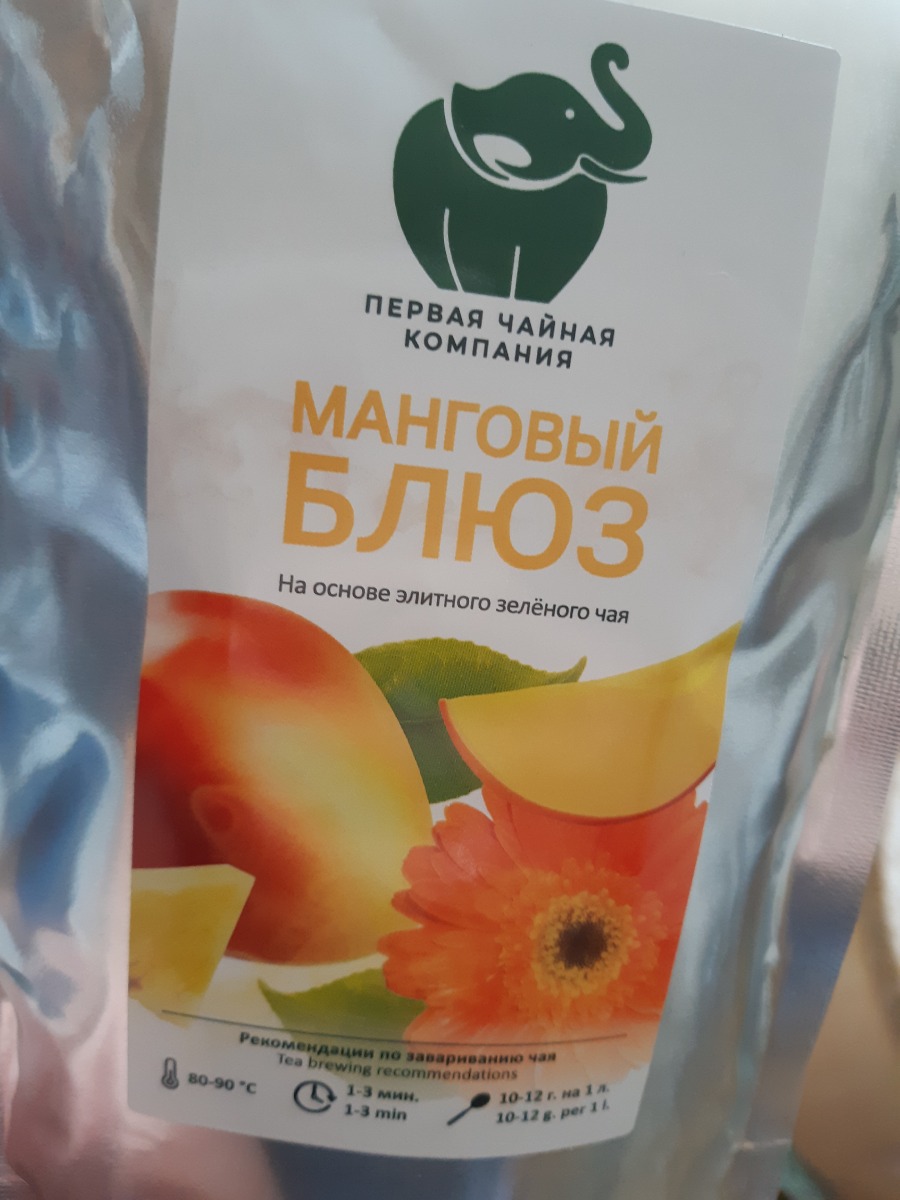 ПЕРВАЯ ЧАЙНАЯ
КОМПАНИЯ
МАНГОВЫЙ
БЛЮЗ
На основе элитного зелёного чая
Рекомендации по завариванию чая
Tea brewing recommendations
80-90 °C
1-3 мин.
1-3 min
10-12 г. на 1 л.
10-12 g. per 1 l.